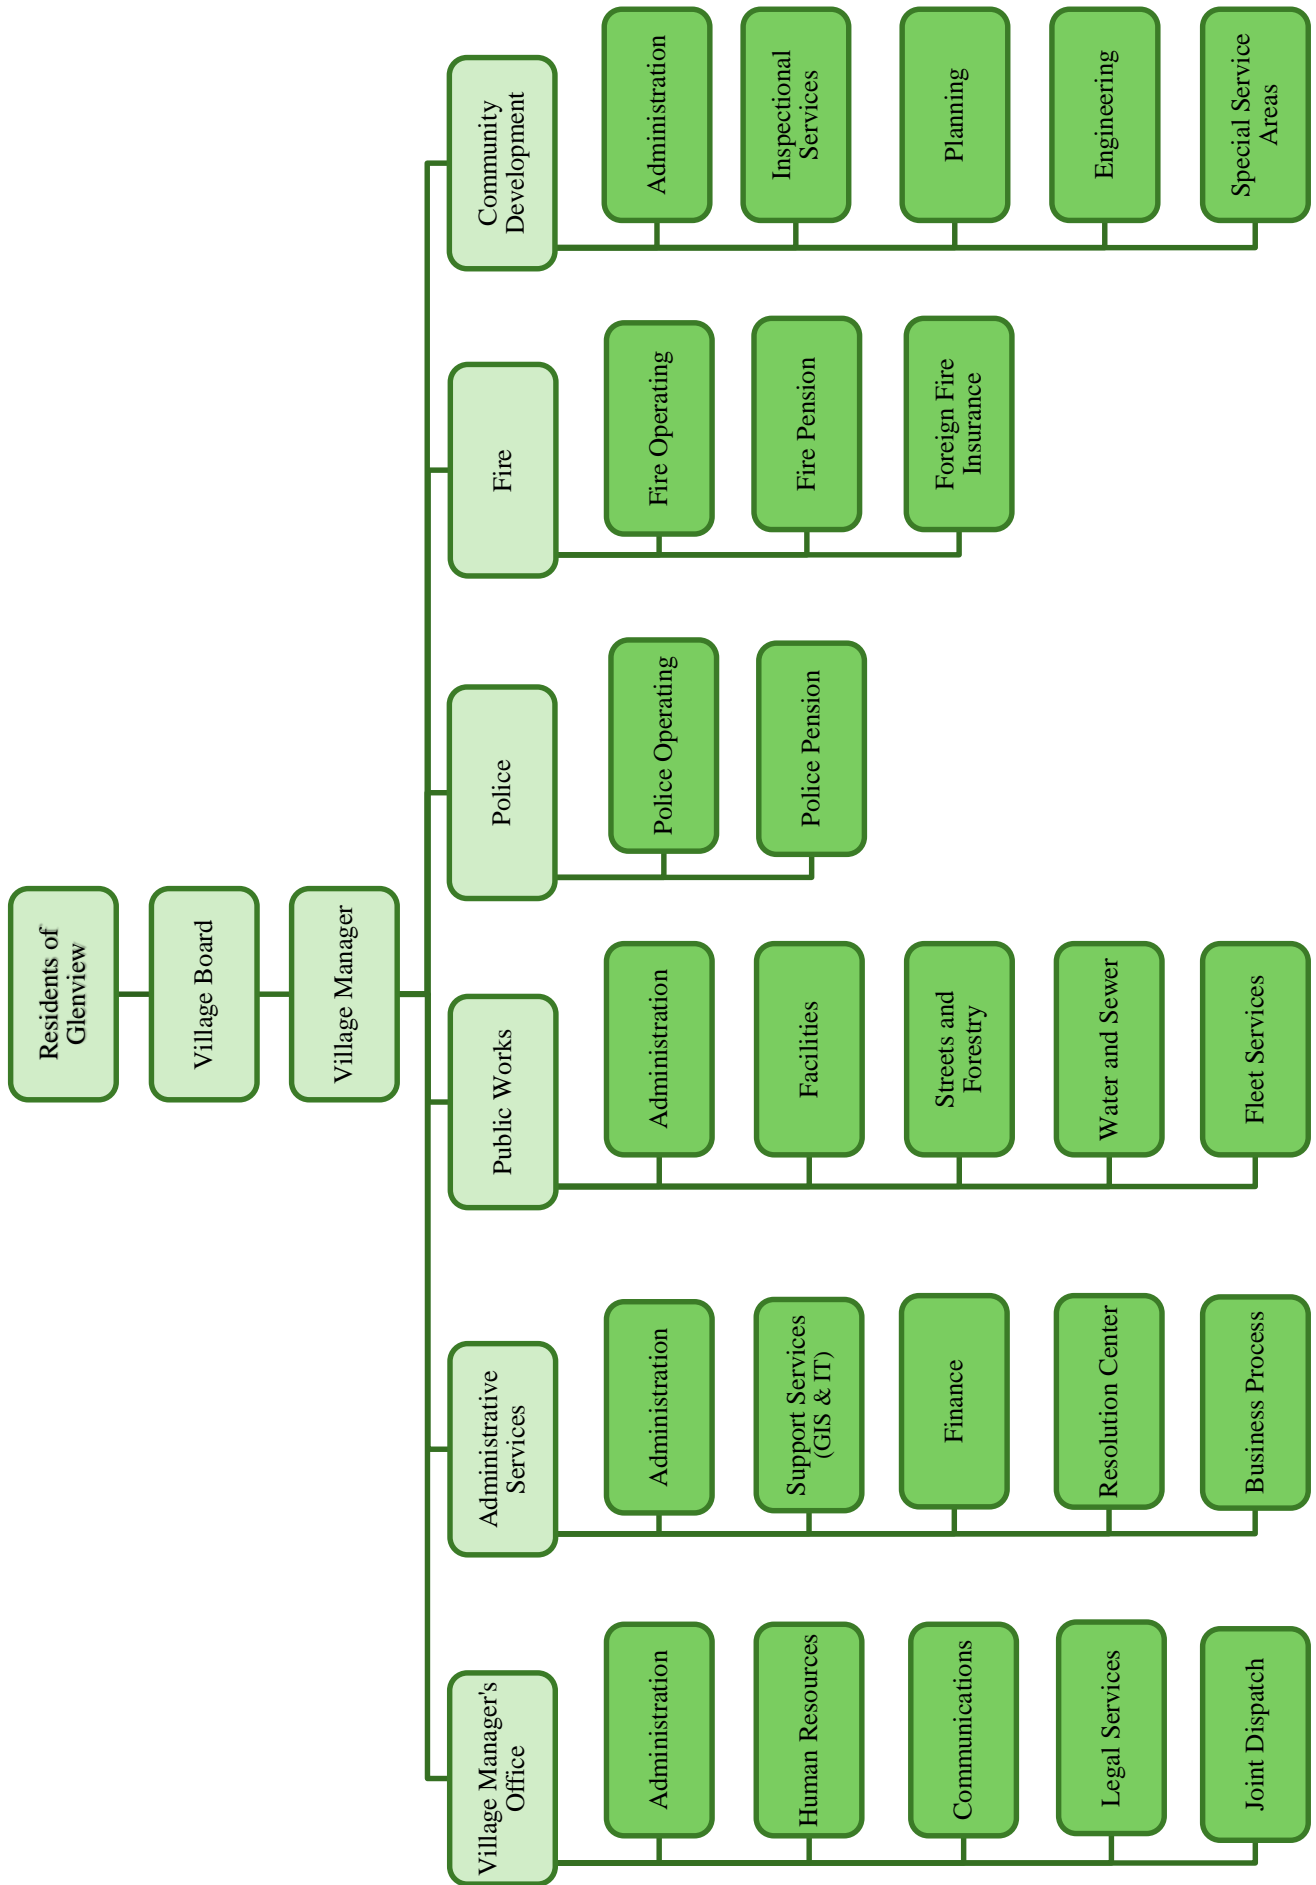 Residents of
Glenview
Village Board
Village Manager
Village Manager's
Office
Administration
Human Resources
Communications
Legal Services
Joint Dispatch
Administrative
Services
Administration
Support Services
(GIS & IT)
Finance
Resolution Center
Business Process
Public Works
Administration
Facilities
Streets and
Forestry
Water and Sewer
Fleet Services
Police
Police Operating
Police Pension
Fire
Fire Operating
Fire Pension
Foreign Fire
Insurance
Community
Development
Administration
Inspectional
Services
Planning
Engineering
Special Service
Areas